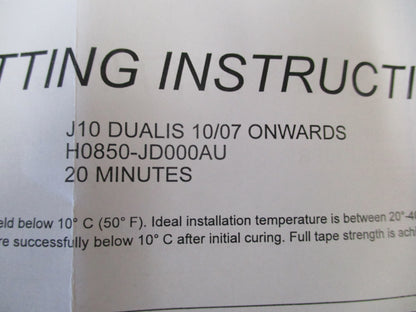 TTING INSTRUCTI
J10 DUALIS 10/07 ONWARDS
H0850-JD000AU
20 MINUTES
eld below 10° C (50° F). Ideal installation temperature is between 20°-4
re successfully below 10° C after initial curing. Full tape strength is achi